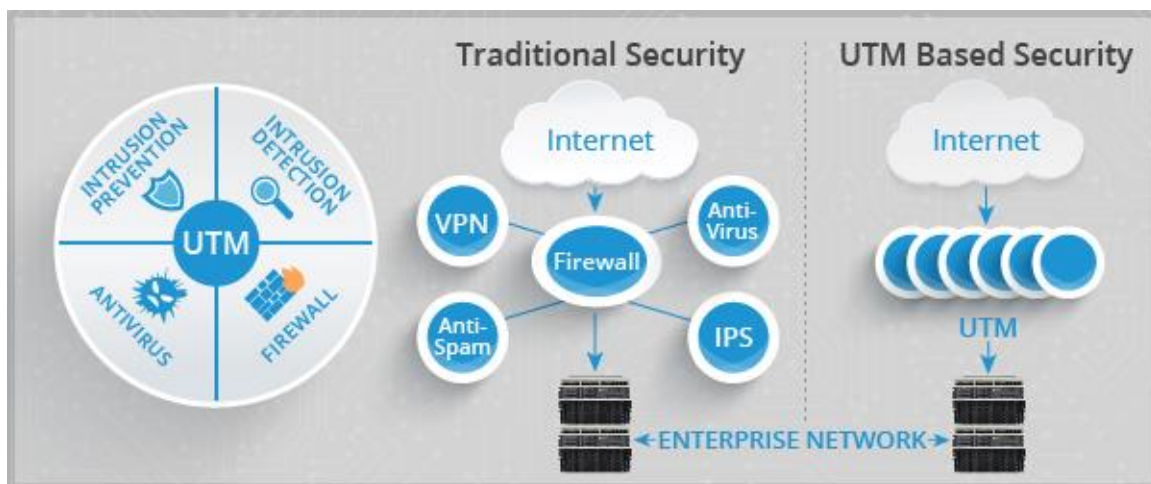 INTRUSION
PREVENTION
INTRUSION
DETECTION
UTM
ANTIVIRUS
FIREWALL
Traditional Security
Internet
VPN
Anti-
Virus
Firewall
Anti-
Spam
IPS
UTM Based Security
Internet
UTM
ENTERPRISE NETWORK